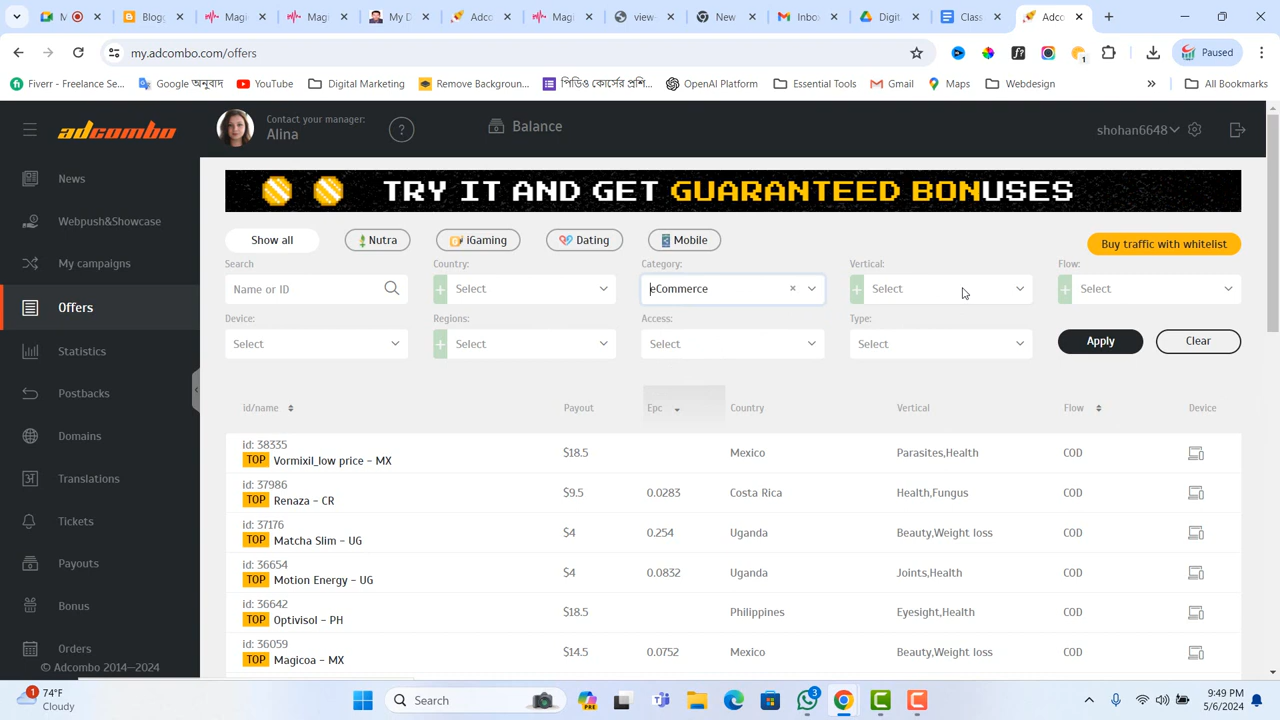 M
Blog
Mag
Mag
My D
Adco
Mag
view
New
Inbo
Digit
Class
Adco
my.adcombo.com/offers
1
Paused
Fiverr - Freelance Se...
Google অনুবাদ
YouTube
Digital Marketing
Remove Background...
পিডিও কোর্সের প্রশি...
OpenAI Platform
Essential Tools
Gmail
Maps
Webdesign
»
All Bookmarks
adcombo
Contact your manager:
Alina
?
Balance
shohan6648
News
Webpush&Showcase
My campaigns
Offers
Statistics
Postbacks
Domains
Translations
Tickets
Payouts
Bonus
Orders
© Adcombo 2014—2024
TRY IT AND GET GUARANTEED BONUSES
Show all
Nutra
iGaming
Dating
Mobile
Buy traffic with whitelist
Search
Country:
Category:
Vertical:
Flow:
Name or ID
+ Select
eCommerce ×
+ Select
+ Select
Device:
Regions:
Access:
Type:
Select
+ Select
Select
Select
Apply
Clear
id/name
Payout
Epc
Country
Vertical
Flow
Device
id: 38335
TOP Vormixil_low price - MX
$18.5
Mexico
Parasites,Health
COD
id: 37986
TOP Renaza - CR
$9.5
0.0283
Costa Rica
Health,Fungus
COD
id: 37176
TOP Matcha Slim - UG
$4
0.254
Uganda
Beauty,Weight loss
COD
id: 36654
TOP Motion Energy - UG
$4
0.0832
Uganda
Joints,Health
COD
id: 36642
TOP Optivisol - PH
$18.5
Philippines
Eyesight,Health
COD
id: 36059
TOP Magicoa - MX
$14.5
0.0752
Mexico
Beauty,Weight loss
COD
1
74°F
Cloudy
Search
PRE
3
9:49 PM
5/6/2024